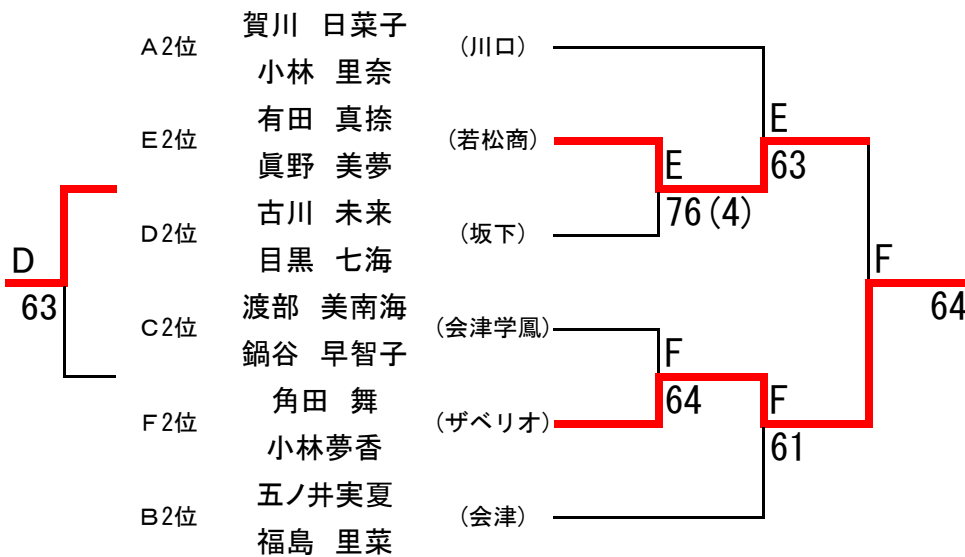 賀川 日菜子
A2位 (川口)
小林 里奈
有田 真捺 E
E2位 (若松商)
眞野 美夢 E 63
古川 未来 76(4)
D2位 (坂下)
D 目黒 七海 F
63 渡部 美南海 64
C2位 (会津学鳳)
鍋谷 早智子 F
角田 舞 64 F
F2位 (ザベリオ)
小林夢香 61
五ノ井実夏
B2位 (会津)
福島 里菜